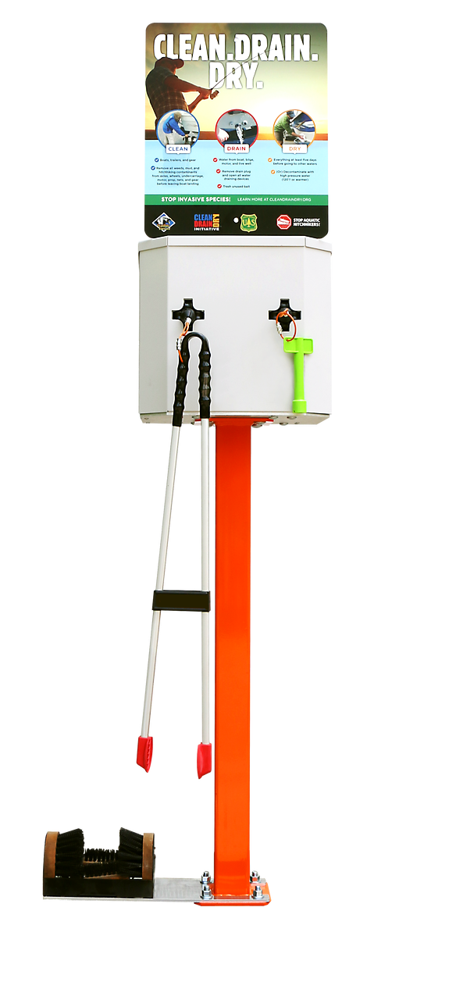 CLEAN.DRAIN.
DRY.
CLEAN
DRAIN
DRY
Boats, trailers, and gear
Remove all weeds, mud, and
hitchhiking contaminants
from axles, wheels, undercarriage,
motor, prop, hulls, and gear
before leaving boat landing
Water from boat, bilge,
motor, and live well
Remove drain plug
and open all water
draining devices
Trash unused bait
Everything at least five days
before going to other waters
(Or) Decontaminate with
high pressure water
(120°F or warmer)
STOP INVASIVE SPECIES!
LEARN MORE AT CLEANDRAINDRY.ORG
CLEAN
DRAIN
DRY
INITIATIVE
UAS
STOP AQUATIC
HITCHHIKERS!